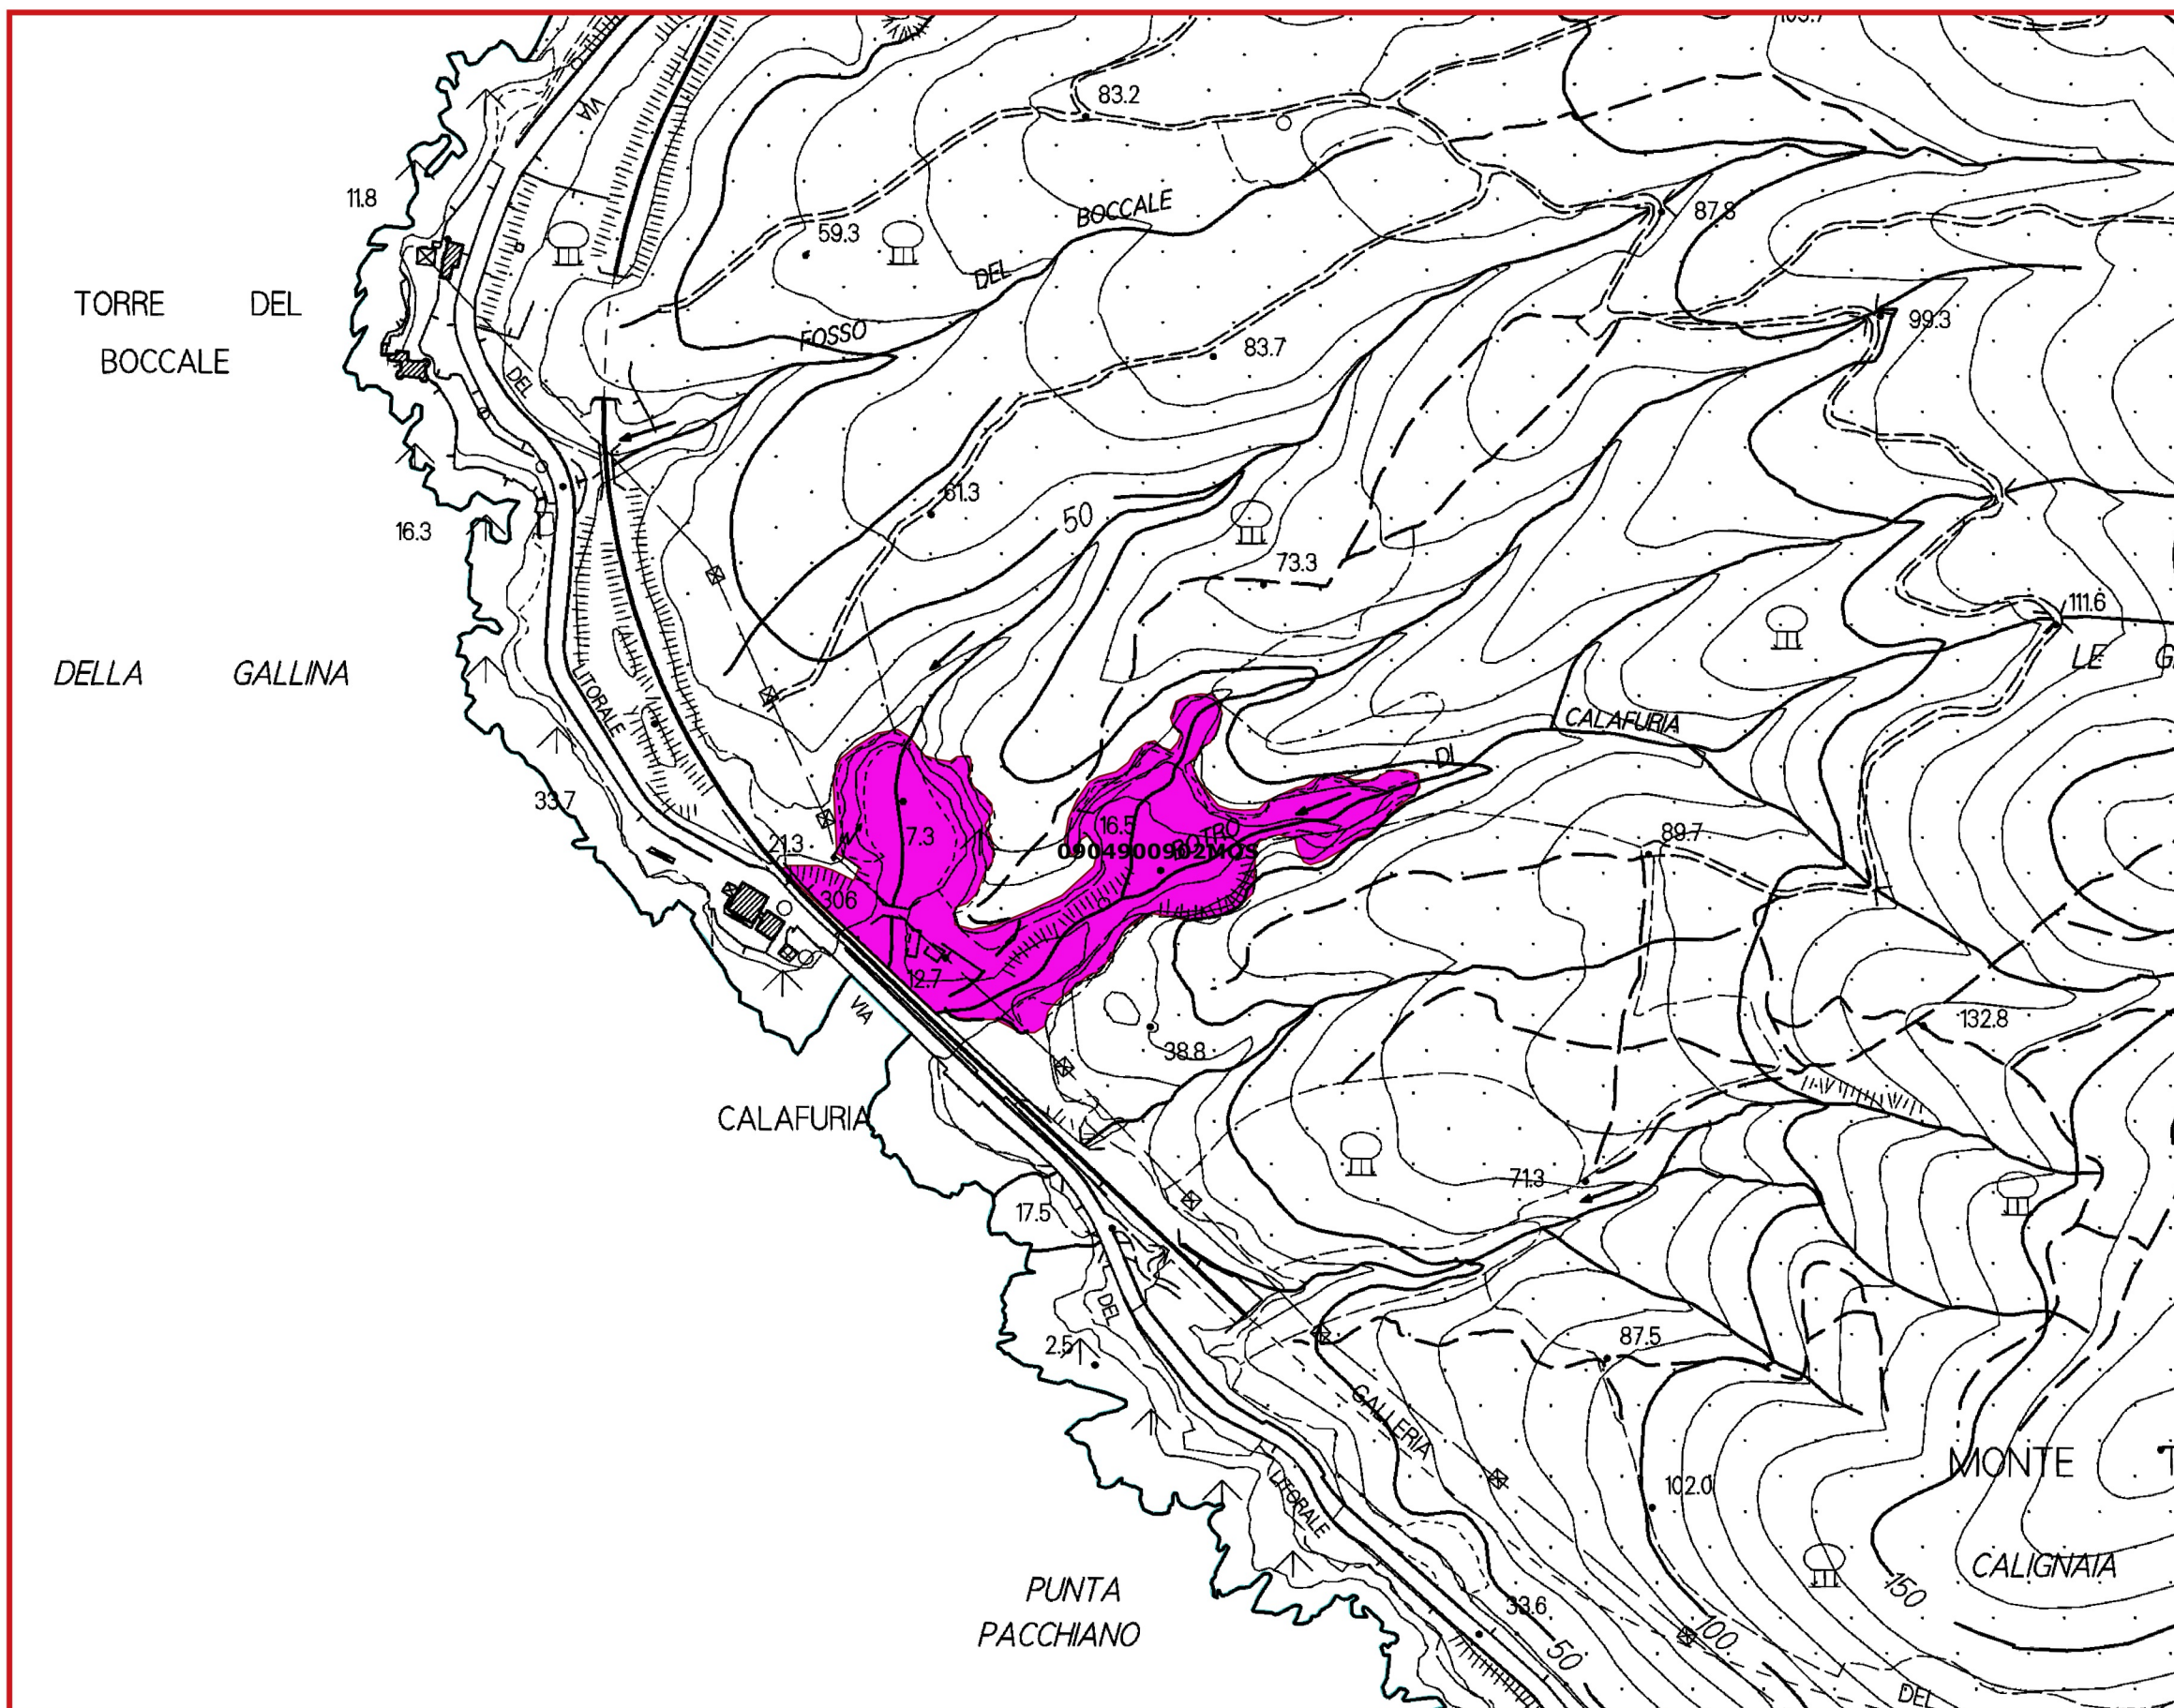 83.2
VIA
11.8
BOCCALE
87.8
59.3
DEL
TORRE DEL
99.3
FOSSO
83.7
BOCCALE
DEL
61.3
50
16.3
73.3
111.6
LE
DELLA GALLINA
LITORALE
CALAFURIA
DI
33.7
16.5
7.3
BOTRO
89.7
21.3
0904900902MOS
306
12.7
VIA
132.8
38.8
CALAFURIA
71.3
17.5
DEL
2.5
87.5
GALLERIA
MONTE
102.0
LITORALE
CALIGNAIA
PUNTA
150
33.6
PACCHIANO
100
50
DEL